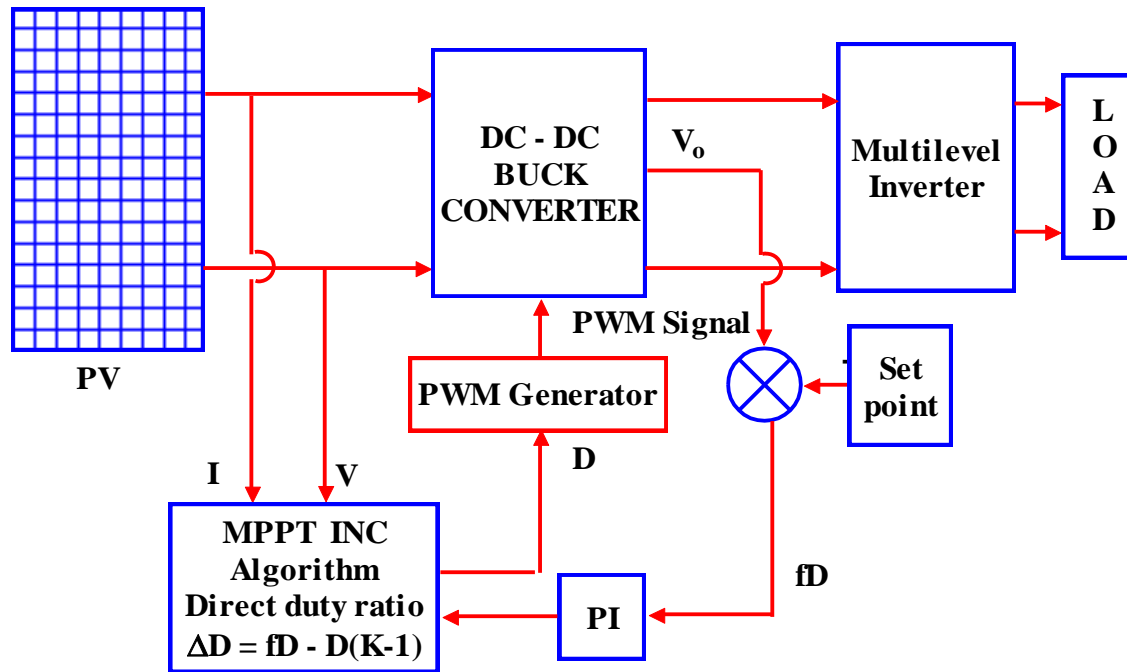 PV
DC - DC
BUCK
CONVERTER
Vₒ
Multilevel
Inverter
L
O
A
D
PWM Signal
-
Set
point
PWM Generator
D
I
V
MPPT INC
Algorithm
Direct duty ratio
ΔD = fD - D(K-1)
PI
fD